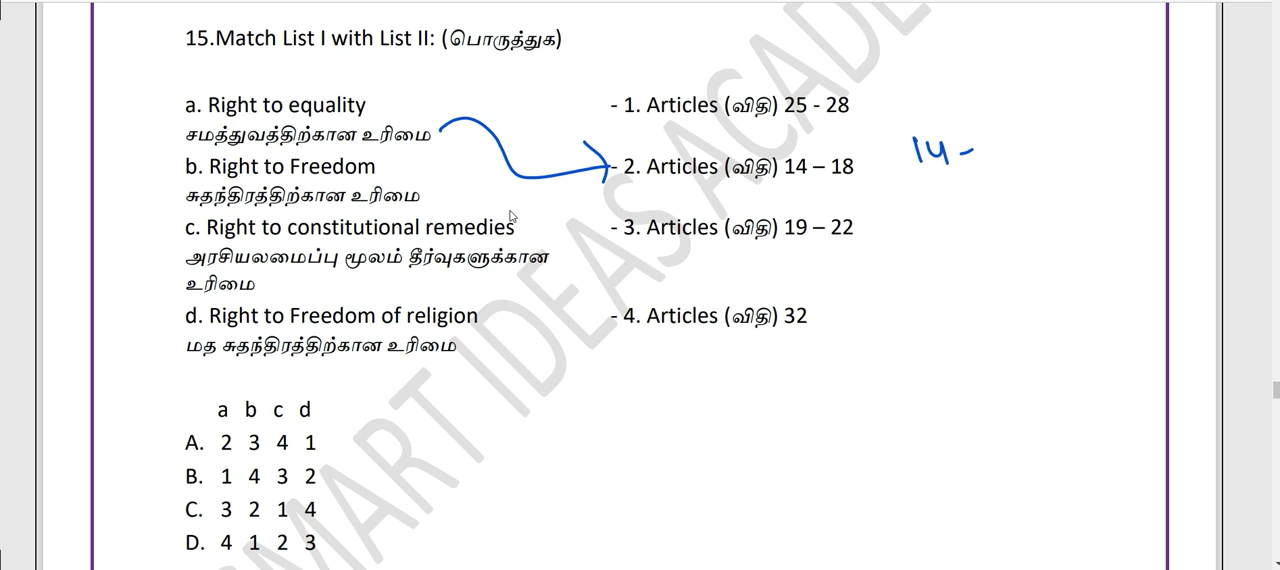 15.Match List I with List II: (பொருத்துக)
a. Right to equality - 1. Articles (விதி) 25 - 28
சமத்துவத்திற்கான உரிமை
b. Right to Freedom - 2. Articles (விதி) 14 – 18
14 -
சுதந்திரத்திற்கான உரிமை
c. Right to constitutional remedies - 3. Articles (விதி) 19 – 22
அரசியலமைப்பு மூலம் தீர்வுகளுக்கான
உரிமை
d. Right to Freedom of religion - 4. Articles (விதி) 32
மத சுதந்திரத்திற்கான உரிமை
a b c d
A. 2 3 4 1
B. 1 4 3 2
C. 3 2 1 4
D. 4 1 2 3
SMART IDEAS ACADE